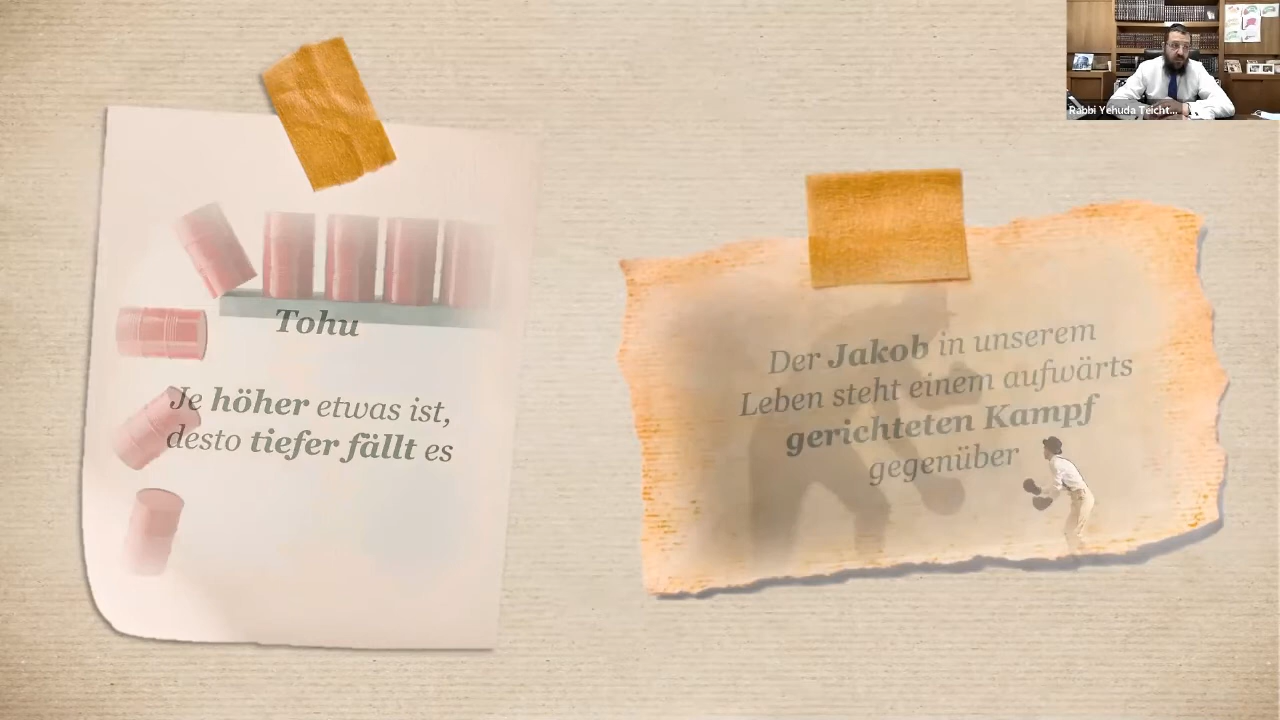 Rabbi Yehuda Teicht...
Tohu
Je höher etwas ist,
desto tiefer fällt es
Der Jakob in unserem
Leben steht einem aufwärts
gerichteten Kampf
gegenüber